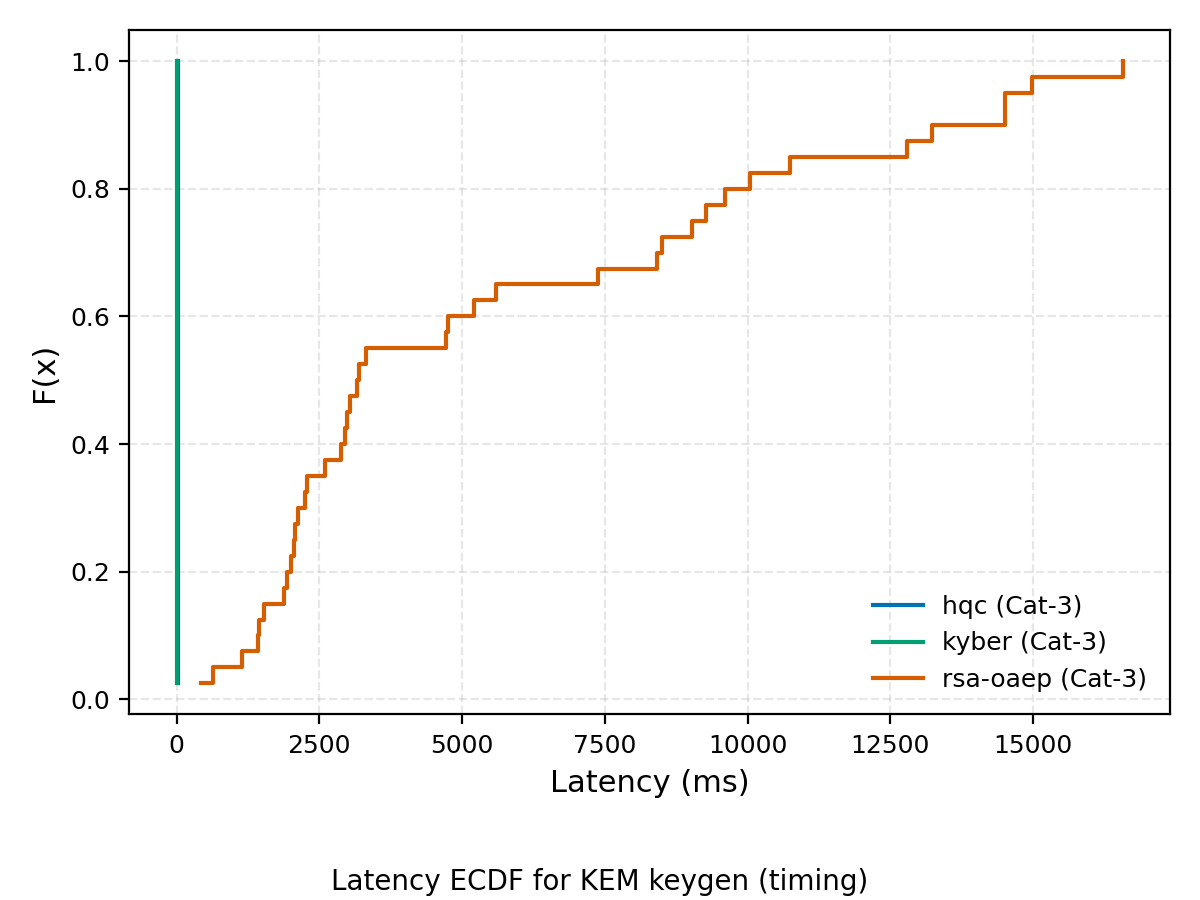 1.0
0.8
0.6
0.4
0.2
0.0
F(x)
hqc (Cat-3)
kyber (Cat-3)
rsa-oaep (Cat-3)
0 2500 5000 7500 10000 12500 15000
Latency (ms)
Latency ECDF for KEM keygen (timing)